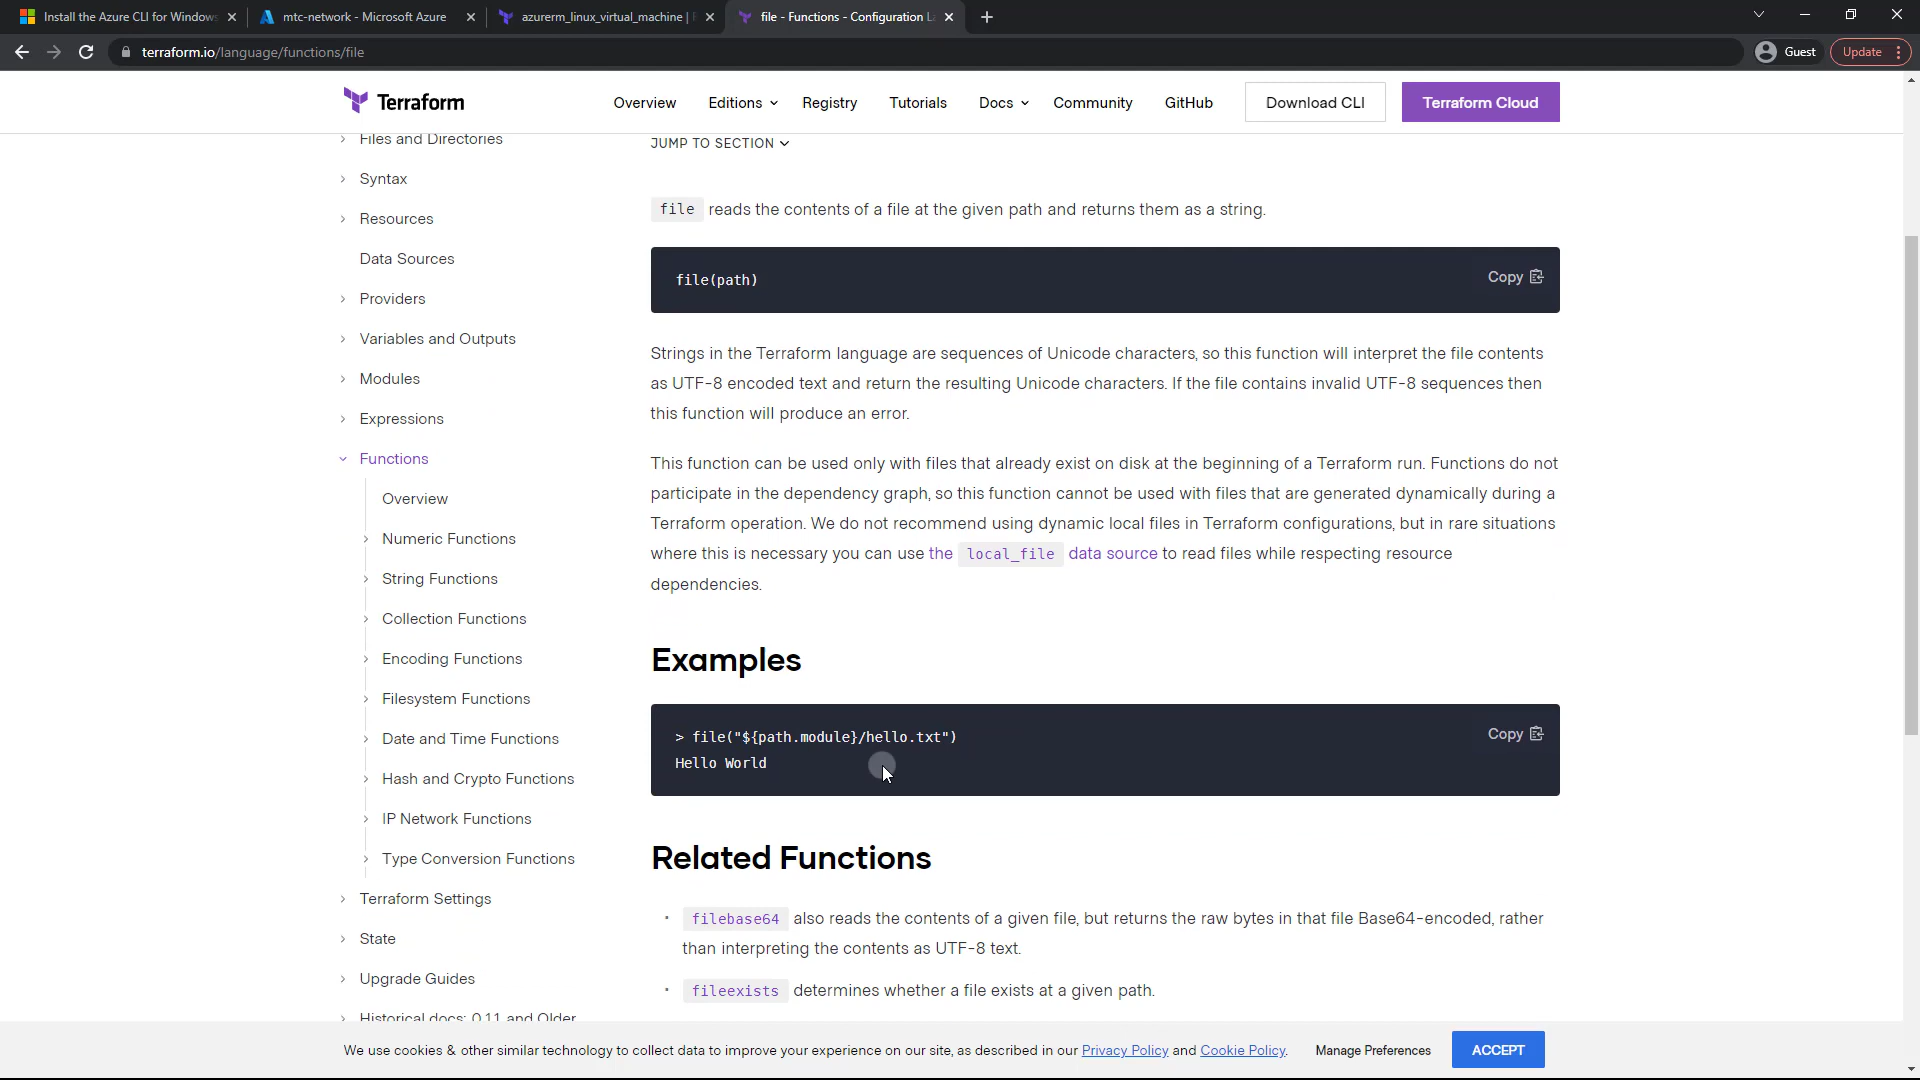 Install the Azure CLI for Windows
mtc-network - Microsoft Azure
azurerm_linux_virtual_machine |
file - Functions - Configuration La
terraform.io/language/functions/file
Guest
Update
Terraform
Overview
Editions
Registry
Tutorials
Docs
Community
GitHub
Download CLI
Terraform Cloud
Files and Directories
Syntax
Resources
Data Sources
Providers
Variables and Outputs
Modules
Expressions
Functions
Overview
Numeric Functions
String Functions
Collection Functions
Encoding Functions
Filesystem Functions
Date and Time Functions
Hash and Crypto Functions
IP Network Functions
Type Conversion Functions
Terraform Settings
State
Upgrade Guides
Historical docs: 0.11 and Older
JUMP TO SECTION
file reads the contents of a file at the given path and returns them as a string.
file(path)
Copy
Strings in the Terraform language are sequences of Unicode characters, so this function will interpret the file contents
as UTF-8 encoded text and return the resulting Unicode characters. If the file contains invalid UTF-8 sequences then
this function will produce an error.
This function can be used only with files that already exist on disk at the beginning of a Terraform run. Functions do not
participate in the dependency graph, so this function cannot be used with files that are generated dynamically during a
Terraform operation. We do not recommend using dynamic local files in Terraform configurations, but in rare situations
where this is necessary you can use the local_file data source to read files while respecting resource
dependencies.
Examples
> file("${path.module}/hello.txt")
Hello World
Copy
Related Functions
filebase64 also reads the contents of a given file, but returns the raw bytes in that file Base64-encoded, rather
than interpreting the contents as UTF-8 text.
fileexists determines whether a file exists at a given path.
We use cookies & other similar technology to collect data to improve your experience on our site, as described in our Privacy Policy and Cookie Policy.
Manage Preferences
ACCEPT